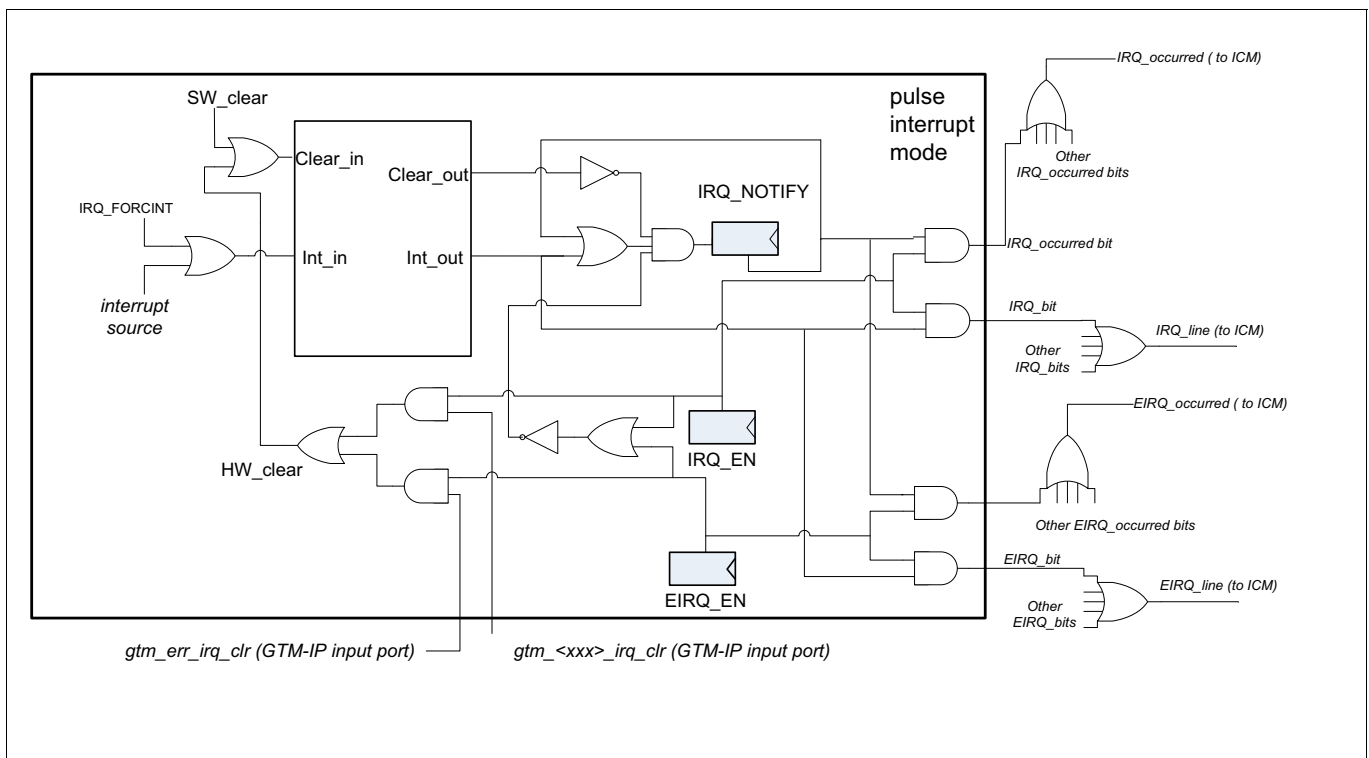 IRQ_occurred ( to ICM)
SW_clear
pulse
interrupt
mode
Clear_in
Clear_out
Other
IRQ_occurred bits
IRQ_NOTIFY
IRQ_FORCINT
IRQ_occurred bit
Int_in
Int_out
interrupt
source
IRQ_bit
IRQ_line (to ICM)
Other
IRQ_bits
EIRQ_occurred ( to ICM)
HW_clear
IRQ_EN
Other EIRQ_occurred bits
EIRQ_bit
EIRQ_line (to ICM)
EIRQ_EN
Other
EIRQ_bits
gtm_err_irq_clr (GTM-IP input port)
gtm_<xxx>_irq_clr (GTM-IP input port)